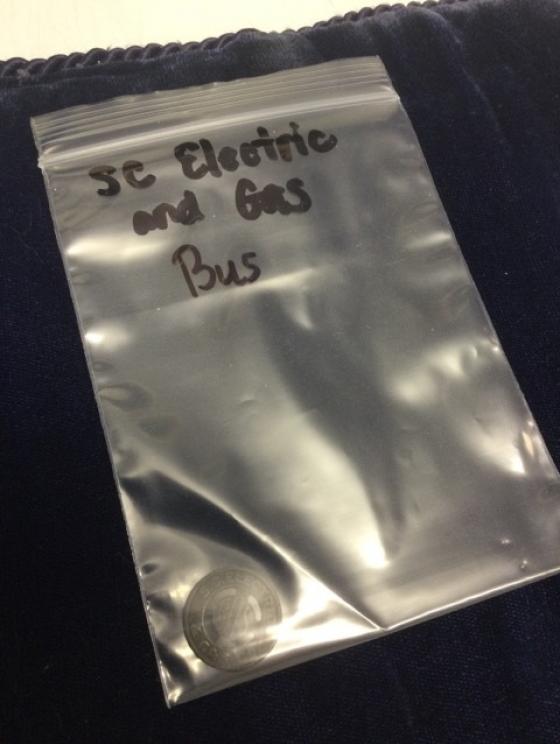 SC Electric
and Gas
Bus